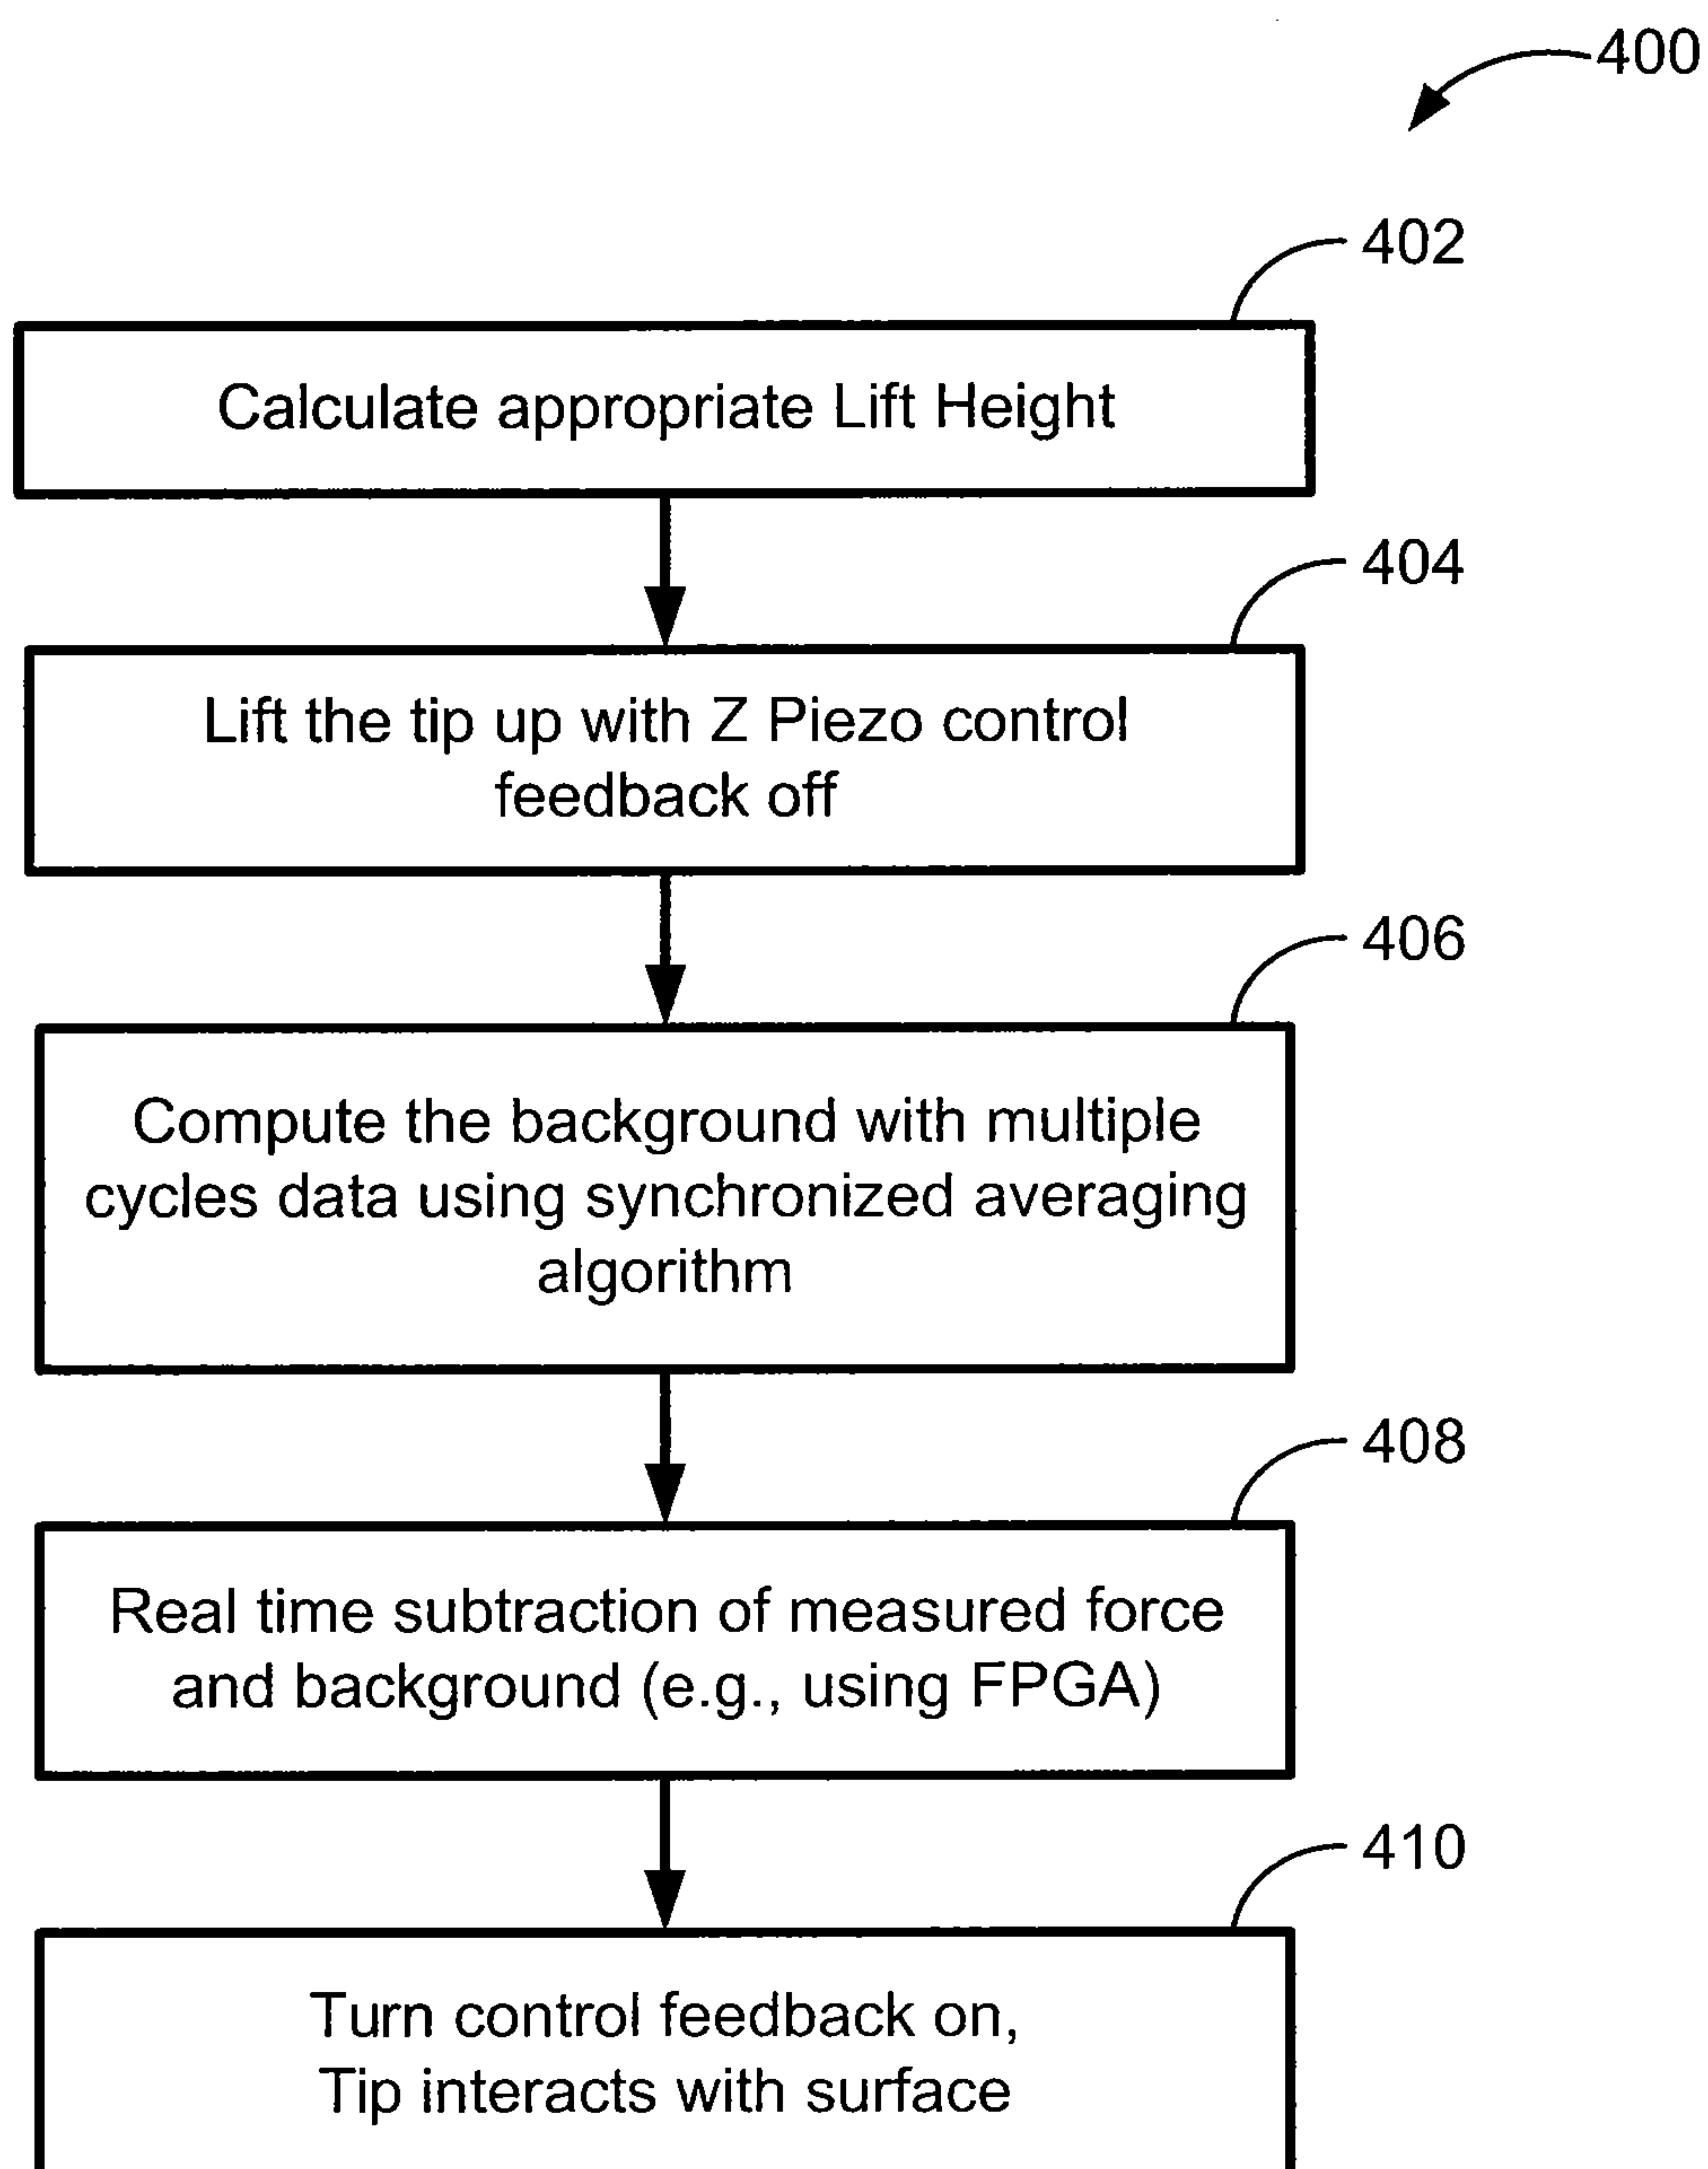 400
402
Calculate appropriate Lift Height
404
Lift the tip up with Z Piezo control
feedback off
406
Compute the background with multiple
cycles data using synchronized averaging
algorithm
408
Real time subtraction of measured force
and background (e.g., using FPGA)
410
Turn control feedback on,
Tip interacts with surface